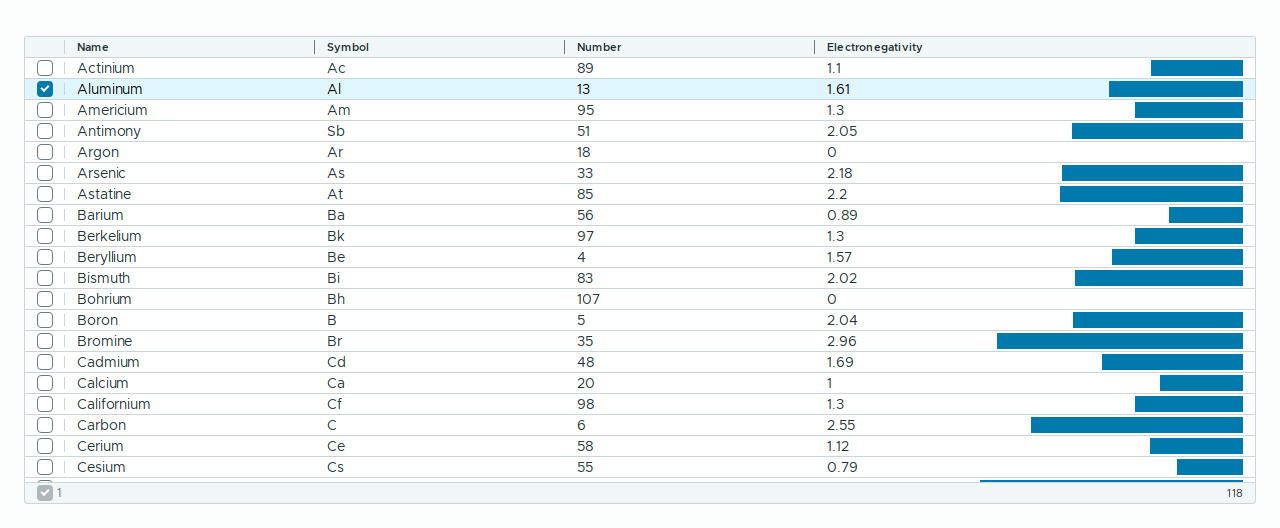 Name Symbol Number Electronegativity
Actinium Ac 89 1.1
Aluminum Al 13 1.61
Americium Am 95 1.3
Antimony Sb 51 2.05
Argon Ar 18 0
Arsenic As 33 2.18
Astatine At 85 2.2
Barium Ba 56 0.89
Berkelium Bk 97 1.3
Beryllium Be 4 1.57
Bismuth Bi 83 2.02
Bohrium Bh 107 0
Boron B 5 2.04
Bromine Br 35 2.96
Cadmium Cd 48 1.69
Calcium Ca 20 1
Californium Cf 98 1.3
Carbon C 6 2.55
Cerium Ce 58 1.12
Cesium Cs 55 0.79
1 118